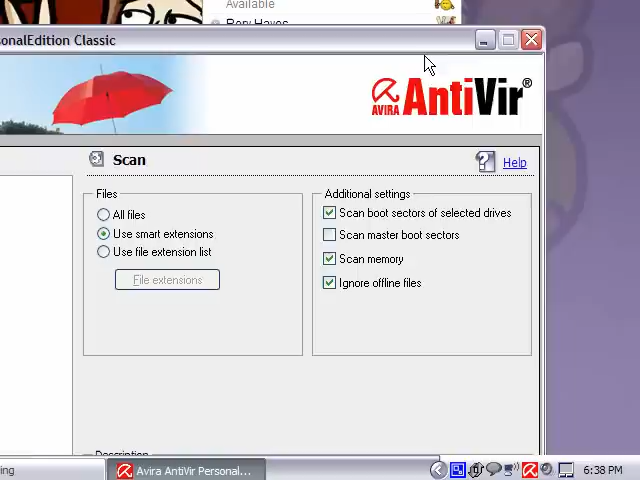 Available
Rory Hayes
sonalEdition Classic
AVIRA AntiVir®
Scan
Help
Files
All files
Use smart extensions
Use file extension list
File extensions
Additional settings
Scan boot sectors of selected drives
Scan master boot sectors
Scan memory
Ignore offline files
Description
ing
Avira AntiVir Personal...
6:38 PM